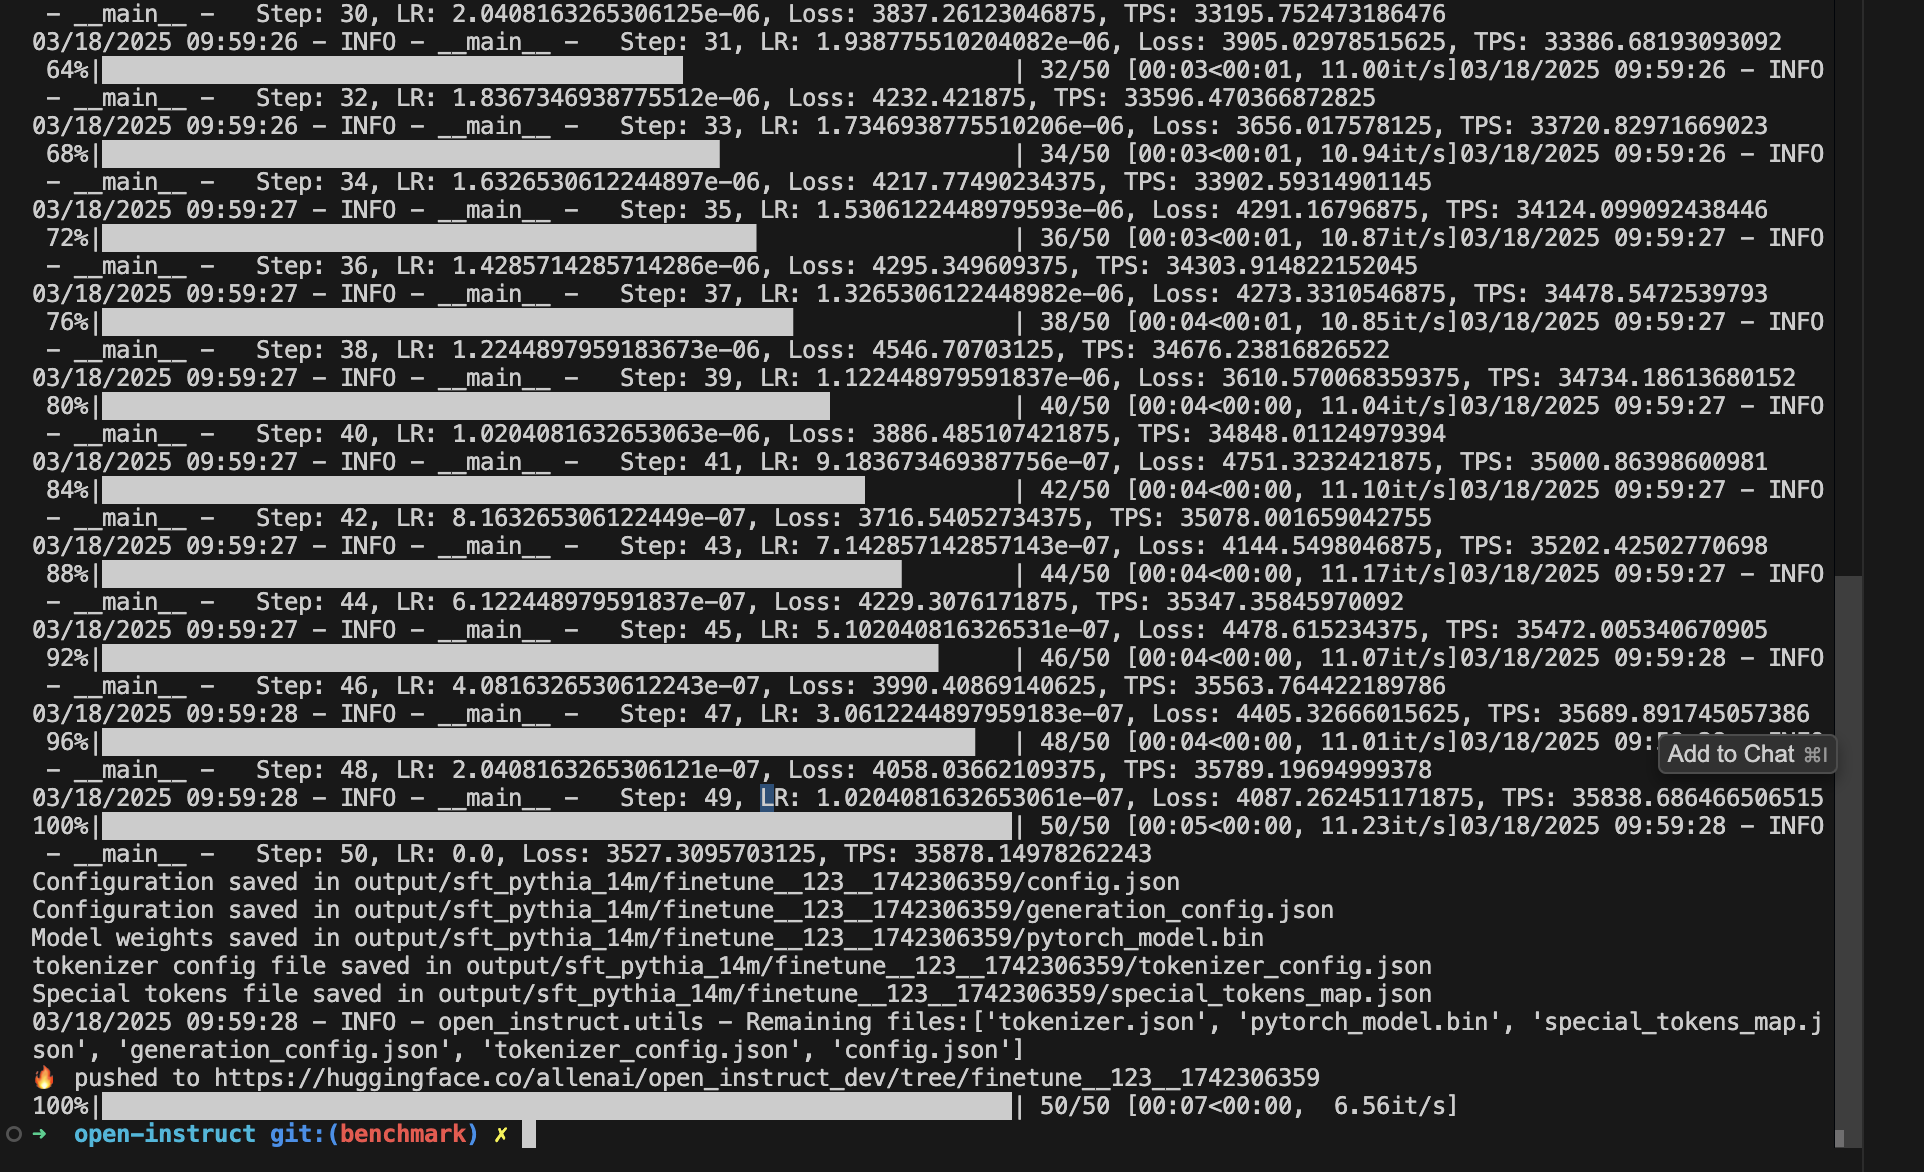 - __main__ -   Step: 30, LR: 2.0408163265306125e-06, Loss: 3837.26123046875, TPS: 33195.752473186476
03/18/2025 09:59:26 - INFO - __main__ -   Step: 31, LR: 1.938775510204082e-06, Loss: 3905.02978515625, TPS: 33386.68193093092
64%| | 32/50 [00:03<00:01, 11.00it/s]03/18/2025 09:59:26 - INFO
- __main__ -   Step: 32, LR: 1.8367346938775512e-06, Loss: 4232.421875, TPS: 33596.470366872825
03/18/2025 09:59:26 - INFO - __main__ -   Step: 33, LR: 1.7346938775510206e-06, Loss: 3656.017578125, TPS: 33720.82971669023
68%| | 34/50 [00:03<00:01, 10.94it/s]03/18/2025 09:59:26 - INFO
- __main__ -   Step: 34, LR: 1.6326530612244897e-06, Loss: 4217.77490234375, TPS: 33902.59314901145
03/18/2025 09:59:27 - INFO - __main__ -   Step: 35, LR: 1.5306122448979593e-06, Loss: 4291.16796875, TPS: 34124.099092438446
72%| | 36/50 [00:03<00:01, 10.87it/s]03/18/2025 09:59:27 - INFO
- __main__ -   Step: 36, LR: 1.4285714285714286e-06, Loss: 4295.349609375, TPS: 34303.914822152045
03/18/2025 09:59:27 - INFO - __main__ -   Step: 37, LR: 1.3265306122448982e-06, Loss: 4273.3310546875, TPS: 34478.5472539793
76%| | 38/50 [00:04<00:01, 10.85it/s]03/18/2025 09:59:27 - INFO
- __main__ -   Step: 38, LR: 1.2244897959183673e-06, Loss: 4546.70703125, TPS: 34676.23816826522
03/18/2025 09:59:27 - INFO - __main__ -   Step: 39, LR: 1.122448979591837e-06, Loss: 3610.570068359375, TPS: 34734.18613680152
80%| | 40/50 [00:04<00:00, 11.04it/s]03/18/2025 09:59:27 - INFO
- __main__ -   Step: 40, LR: 1.0204081632653063e-06, Loss: 3886.485107421875, TPS: 34848.01124979394
03/18/2025 09:59:27 - INFO - __main__ -   Step: 41, LR: 9.183673469387756e-07, Loss: 4751.3232421875, TPS: 35000.86398600981
84%| | 42/50 [00:04<00:00, 11.10it/s]03/18/2025 09:59:27 - INFO
- __main__ -   Step: 42, LR: 8.163265306122449e-07, Loss: 3716.54052734375, TPS: 35078.001659042755
03/18/2025 09:59:27 - INFO - __main__ -   Step: 43, LR: 7.142857142857143e-07, Loss: 4144.5498046875, TPS: 35202.42502770698
88%| | 44/50 [00:04<00:00, 11.17it/s]03/18/2025 09:59:27 - INFO
- __main__ -   Step: 44, LR: 6.122448979591837e-07, Loss: 4229.3076171875, TPS: 35347.35845970092
03/18/2025 09:59:27 - INFO - __main__ -   Step: 45, LR: 5.102040816326531e-07, Loss: 4478.615234375, TPS: 35472.005340670905
92%| | 46/50 [00:04<00:00, 11.07it/s]03/18/2025 09:59:28 - INFO
- __main__ -   Step: 46, LR: 4.0816326530612243e-07, Loss: 3990.40869140625, TPS: 35563.764422189786
03/18/2025 09:59:28 - INFO - __main__ -   Step: 47, LR: 3.0612244897959183e-07, Loss: 4405.32666015625, TPS: 35689.891745057386
96%| | 48/50 [00:04<00:00, 11.01it/s]03/18/2025
Add to Chat ⌘I
- __main__ -   Step: 48, LR: 2.0408163265306121e-07, Loss: 4058.03662109375, TPS: 35789.19694999378
03/18/2025 09:59:28 - INFO - __main__ -   Step: 49, LR: 1.0204081632653061e-07, Loss: 4087.262451171875, TPS: 35838.686466506515
100%| | 50/50 [00:05<00:00, 11.23it/s]03/18/2025 09:59:28 - INFO
- __main__ -   Step: 50, LR: 0.0, Loss: 3527.3095703125, TPS: 35878.14978262243
Configuration saved in output/sft_pythia_14m/finetune__123__1742306359/config.json
Configuration saved in output/sft_pythia_14m/finetune__123__1742306359/generation_config.json
Model weights saved in output/sft_pythia_14m/finetune__123__1742306359/pytorch_model.bin
tokenizer config file saved in output/sft_pythia_14m/finetune__123__1742306359/tokenizer_config.json
Special tokens file saved in output/sft_pythia_14m/finetune__123__1742306359/special_tokens_map.json
03/18/2025 09:59:28 - INFO - open_instruct.utils - Remaining files:['tokenizer.json', 'pytorch_model.bin', 'special_tokens_map.j
son', 'generation_config.json', 'tokenizer_config.json', 'config.json']
🔥 pushed to https://huggingface.co/allenai/open_instruct_dev/tree/finetune__123__1742306359
100%| | 50/50 [00:07<00:00,  6.56it/s]
➜  open-instruct git:(benchmark) ✗